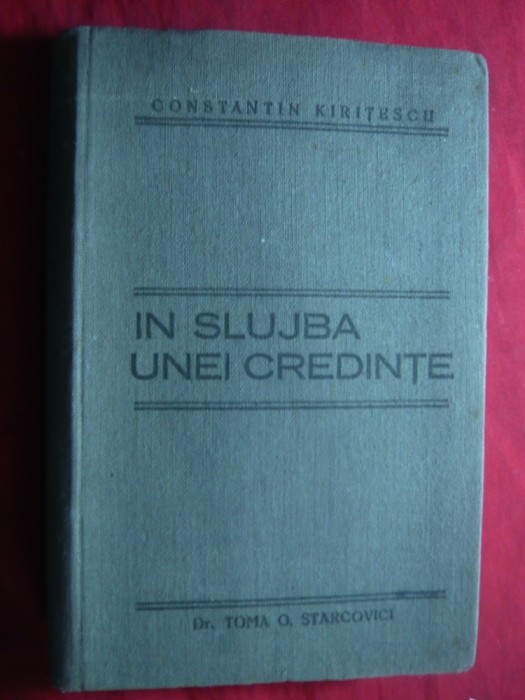 CONSTANTIN KIRIȚESCU
IN SLUJBA
UNEI CREDINȚE
Dr. TOMA O. STARCOVICI